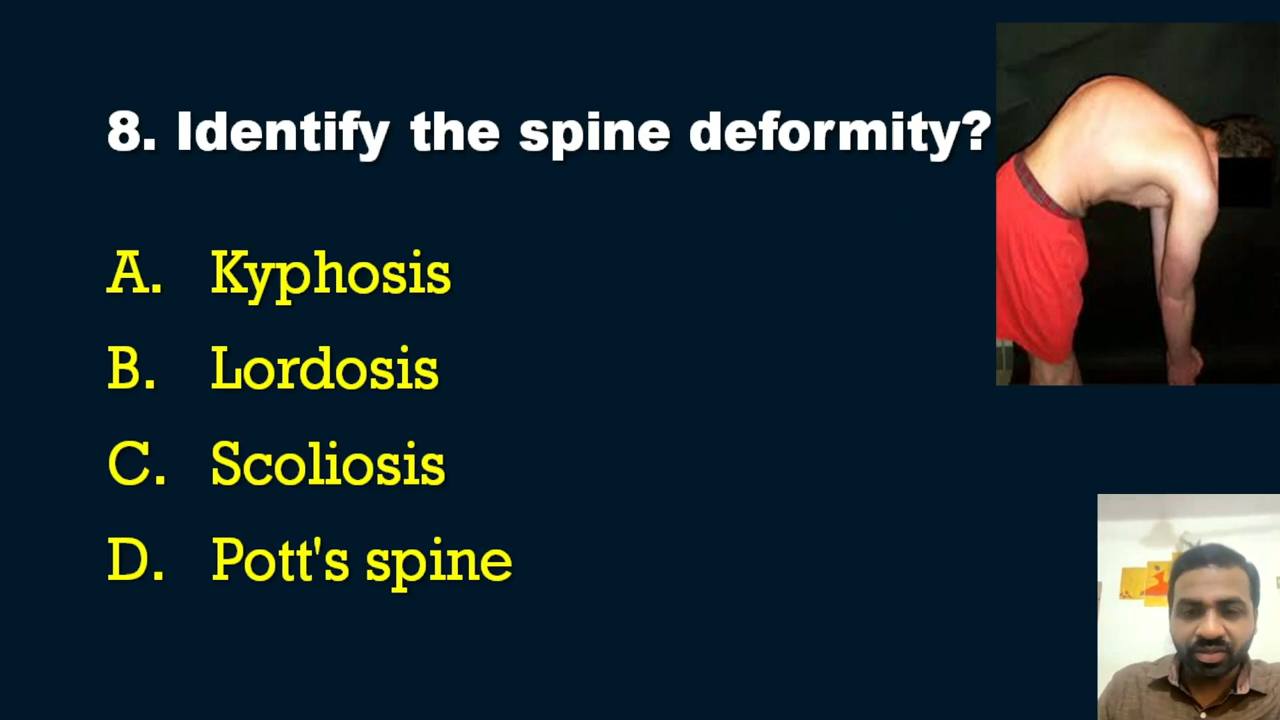 8. Identify the spine deformity?
A. Kyphosis
B. Lordosis
C. Scoliosis
D. Pott's spine